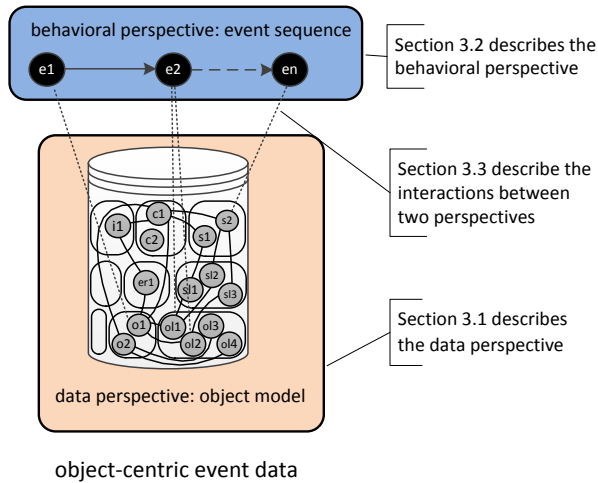 behavioral perspective: event sequence
e1
e2
en
Section 3.2 describes the
behavioral perspective
Section 3.3 describe the
interactions between
two perspectives
i1
c1
c2
s1
s2
er1
sl1
sl2
sl3
o1
o2
ol1
ol2
ol3
ol4
Section 3.1 describes
the data perspective
data perspective: object model
object-centric event data